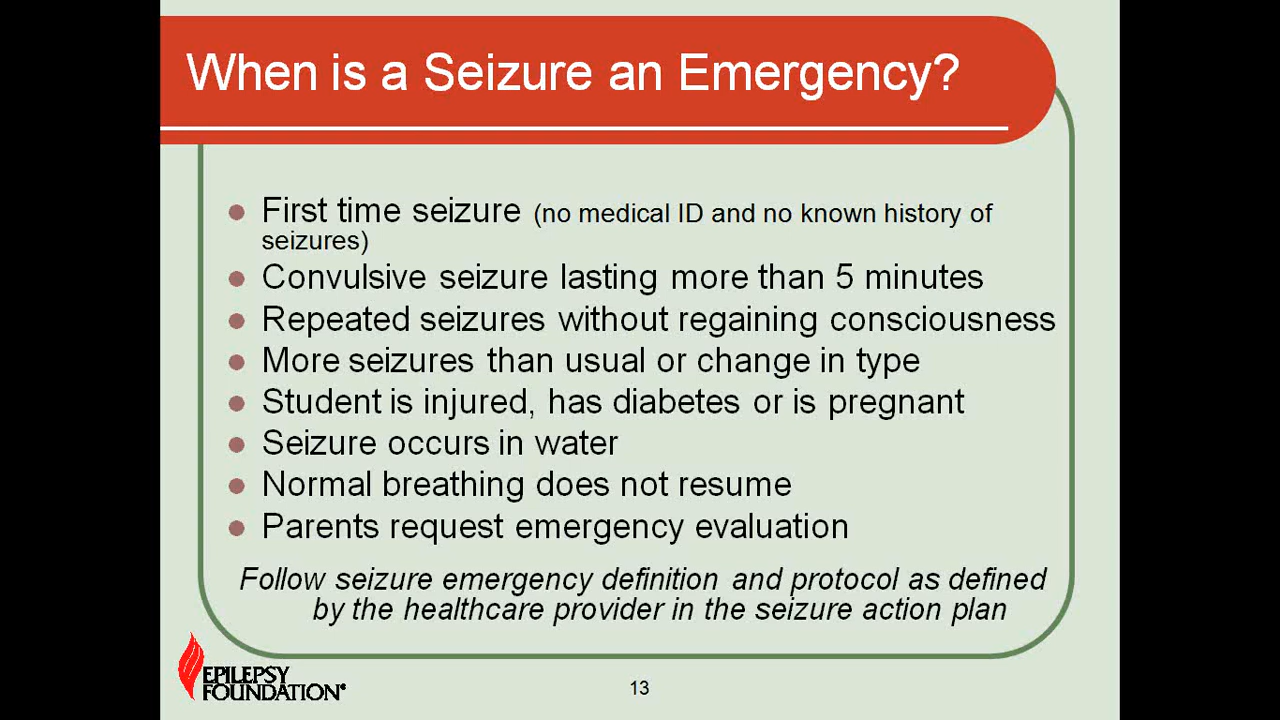 When is a Seizure an Emergency?
● First time seizure (no medical ID and no known history of
seizures)
● Convulsive seizure lasting more than 5 minutes
● Repeated seizures without regaining consciousness
● More seizures than usual or change in type
● Student is injured, has diabetes or is pregnant
● Seizure occurs in water
● Normal breathing does not resume
● Parents request emergency evaluation
Follow seizure emergency definition and protocol as defined
by the healthcare provider in the seizure action plan
EPILEPSY
FOUNDATION®
13